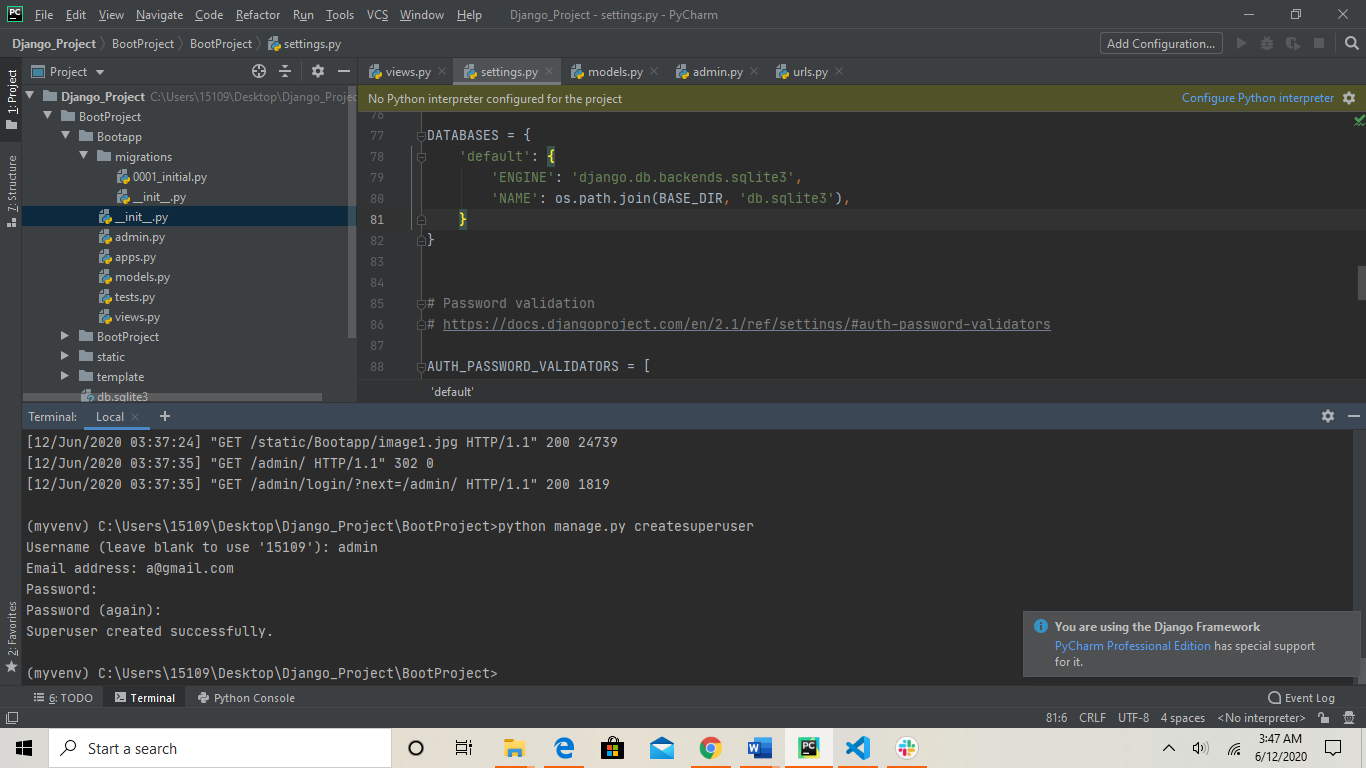 PC File Edit View Navigate Code Refactor Run Tools VCS Window Help Django_Project - settings.py - PyCharm
Django_Project BootProject BootProject settings.py Add Configuration...
1: Project
7: Structure
2: Favorites
Project
Django_Project C:\Users\15109\Desktop\Django_Projec
BootProject
Bootapp
migrations
0001_initial.py
__init__.py
__init__.py
admin.py
apps.py
models.py
tests.py
views.py
BootProject
static
template
db.sqlite3
views.py settings.py models.py admin.py urls.py
No Python interpreter configured for the project Configure Python interpreter
76
77 DATABASES = {
78 'default': {
79 'ENGINE': 'django.db.backends.sqlite3',
80 'NAME': os.path.join(BASE_DIR, 'db.sqlite3'),
81 }
82 }
83
84
85 # Password validation
86 # https://docs.djangoproject.com/en/2.1/ref/settings/#auth-password-validators
87
88 AUTH_PASSWORD_VALIDATORS = [
'default'
Terminal: Local +
[12/Jun/2020 03:37:24] "GET /static/Bootapp/image1.jpg HTTP/1.1" 200 24739
[12/Jun/2020 03:37:35] "GET /admin/ HTTP/1.1" 302 0
[12/Jun/2020 03:37:35] "GET /admin/login/?next=/admin/ HTTP/1.1" 200 1819
(myvenv) C:\Users\15109\Desktop\Django_Project\BootProject>python manage.py createsuperuser
Username (leave blank to use '15109'): admin
Email address: a@gmail.com
Password:
Password (again):
Superuser created successfully.
(myvenv) C:\Users\15109\Desktop\Django_Project\BootProject>
You are using the Django Framework
PyCharm Professional Edition has special support
for it.
6: TODO Terminal Python Console Event Log
81:6 CRLF UTF-8 4 spaces <No interpreter>
Start a search
3:47 AM
6/12/2020